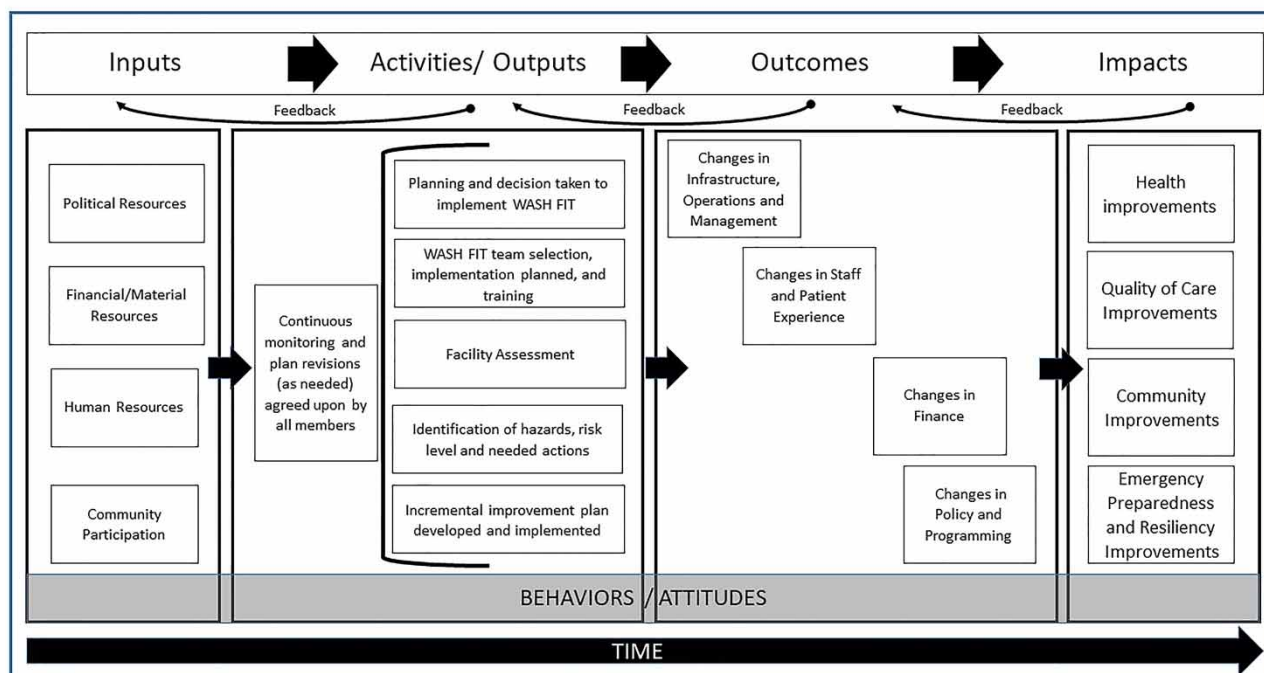 Inputs
Activities/ Outputs
Outcomes
Impacts
Feedback
Feedback
Feedback
Political Resources
Financial/Material
Resources
Human Resources
Community
Participation
Continuous
monitoring and
plan revisions
(as needed)
agreed upon by
all members
Planning and decision taken to
implement WASH FIT
WASH FIT team selection,
implementation planned, and
training
Facility Assessment
Identification of hazards, risk
level and needed actions
Incremental improvement plan
developed and implemented
Changes in
Infrastructure,
Operations and
Management
Changes in Staff
and Patient
Experience
Changes in
Finance
Changes in
Policy and
Programming
Health
improvements
Quality of Care
Improvements
Community
Improvements
Emergency
Preparedness
and Resiliency
Improvements
BEHAVIORS / ATTITUDES
TIME